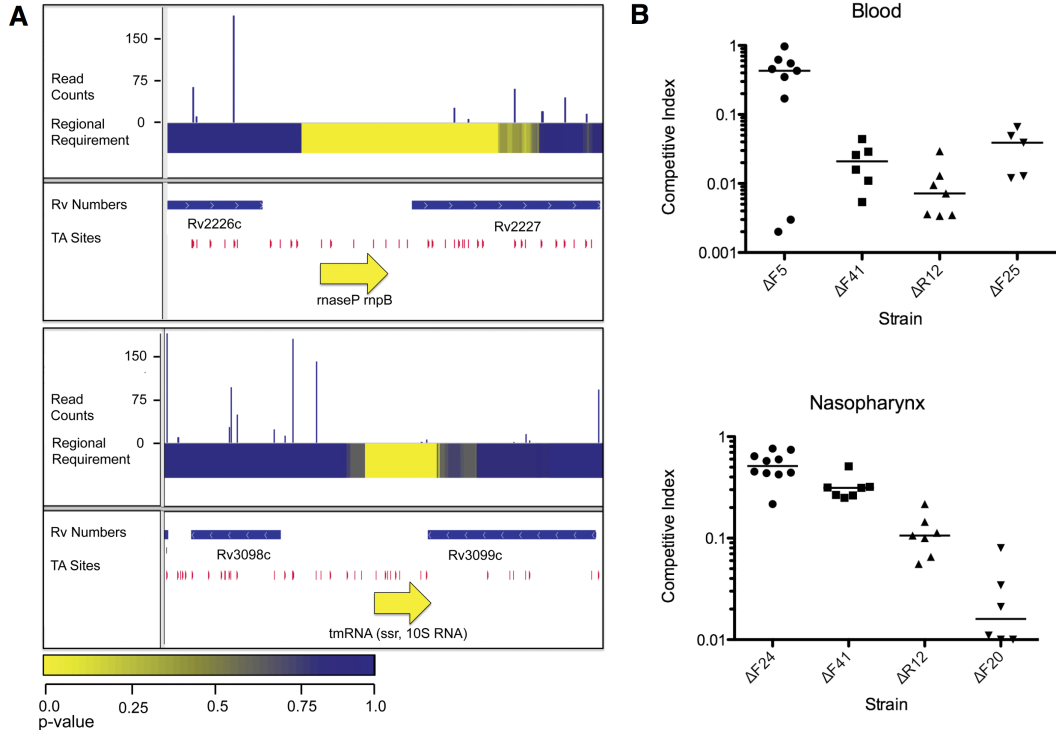 A
150
Read
Counts
75
0
Regional
Requirement
Rv Numbers
Rv2226c
Rv2227
TA Sites
rnaseP rnpB
150
Read
Counts
75
0
Regional
Requirement
Rv Numbers
Rv3098c
Rv3099c
TA Sites
tmRNA (ssr, 10S RNA)
0.0 0.25 0.5 0.75 1.0
p-value
B
Blood
Competitive Index
1
0.1
0.01
0.001
ΔF5 ΔF41 ΔR12 ΔF25
Strain
Nasopharynx
Competitive Index
1
0.1
0.01
ΔF24 ΔF41 ΔR12 ΔF20
Strain